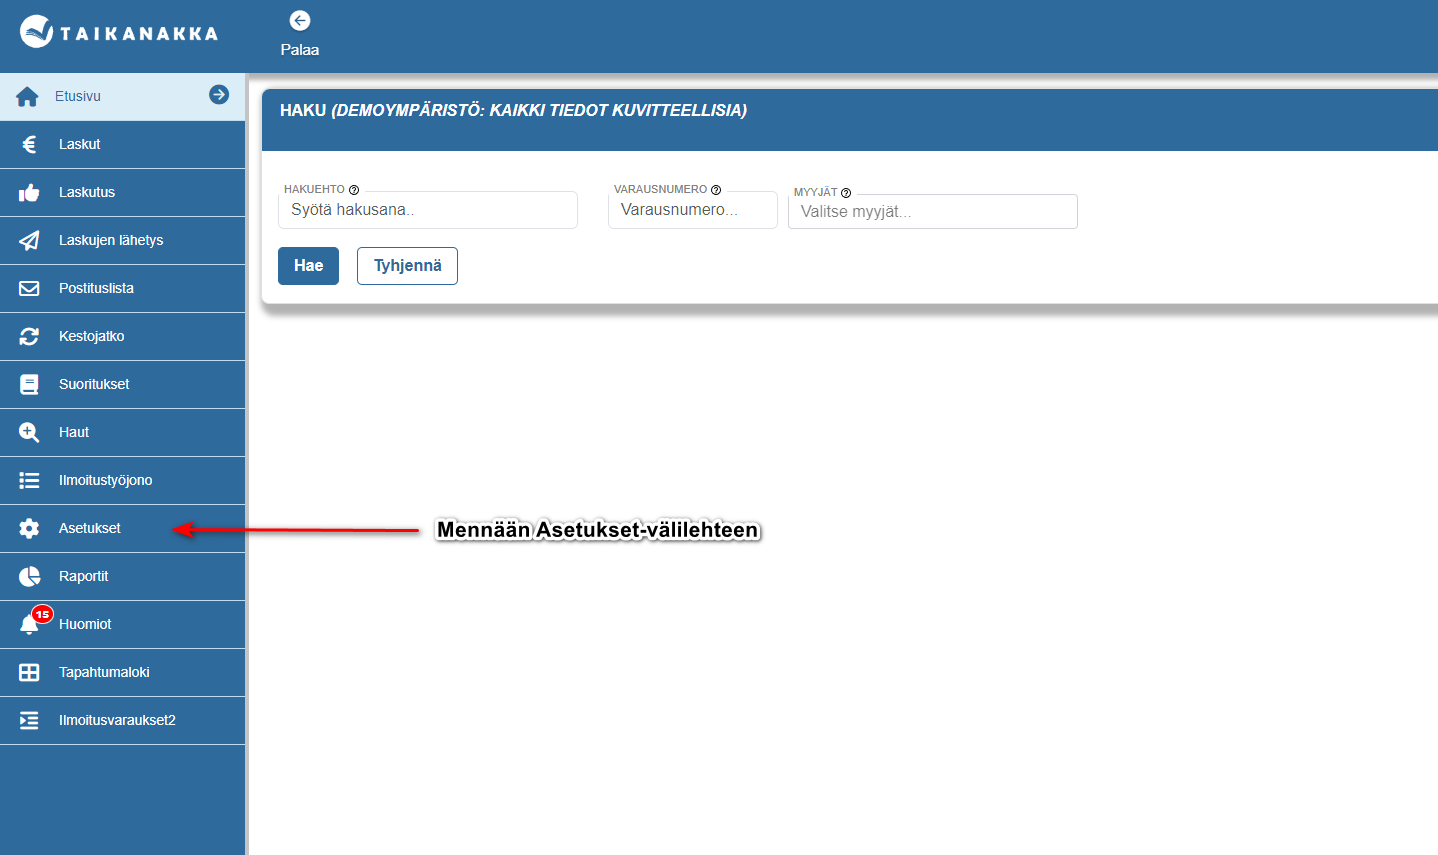 TAIKANAKKA
Palaa
Etusivu
Laskut
Laskutus
Laskujen lähetys
Postituslista
Kestojatko
Suoritukset
Haut
Ilmoitustyöjono
Asetukset
Raportit
15
Huomiot
Tapahtumaloki
Ilmoitusvaraukset2
HAKU (DEMOYMPÄRISTÖ: KAIKKI TIEDOT KUVITTEELLISIA)
HAKUEHTO VARAUSNUMERO MYYJÄT
Syötä hakusana.. Varausnumero... Valitse myyjät...
Hae Tyhjennä
Mennään Asetukset-välilehteen